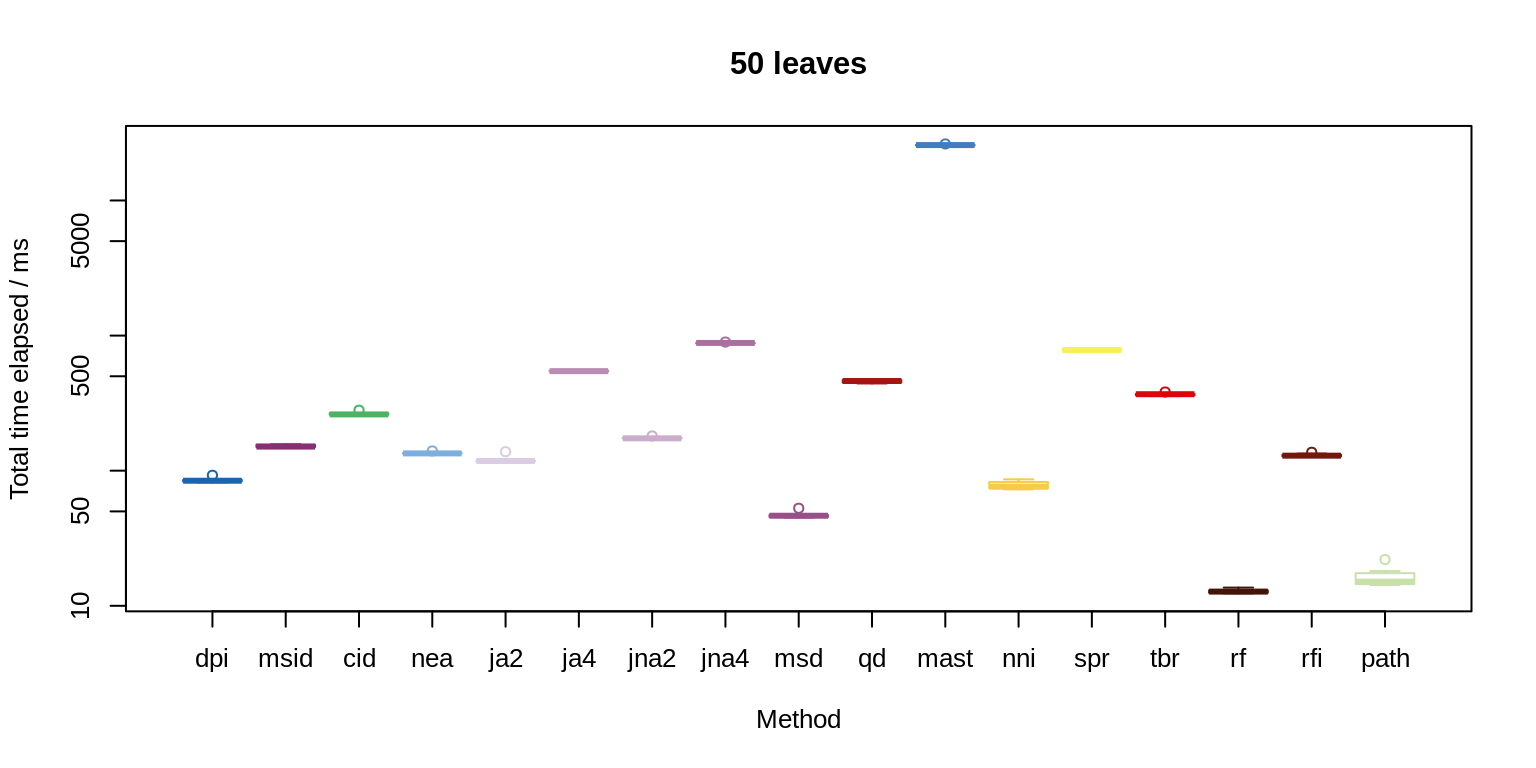 50 leaves
Total time elapsed / ms
5000
500
50
10
dpi msid cid nea ja2 ja4 jna2 jna4 msd qd mast nni spr tbr rf rfi path
Method